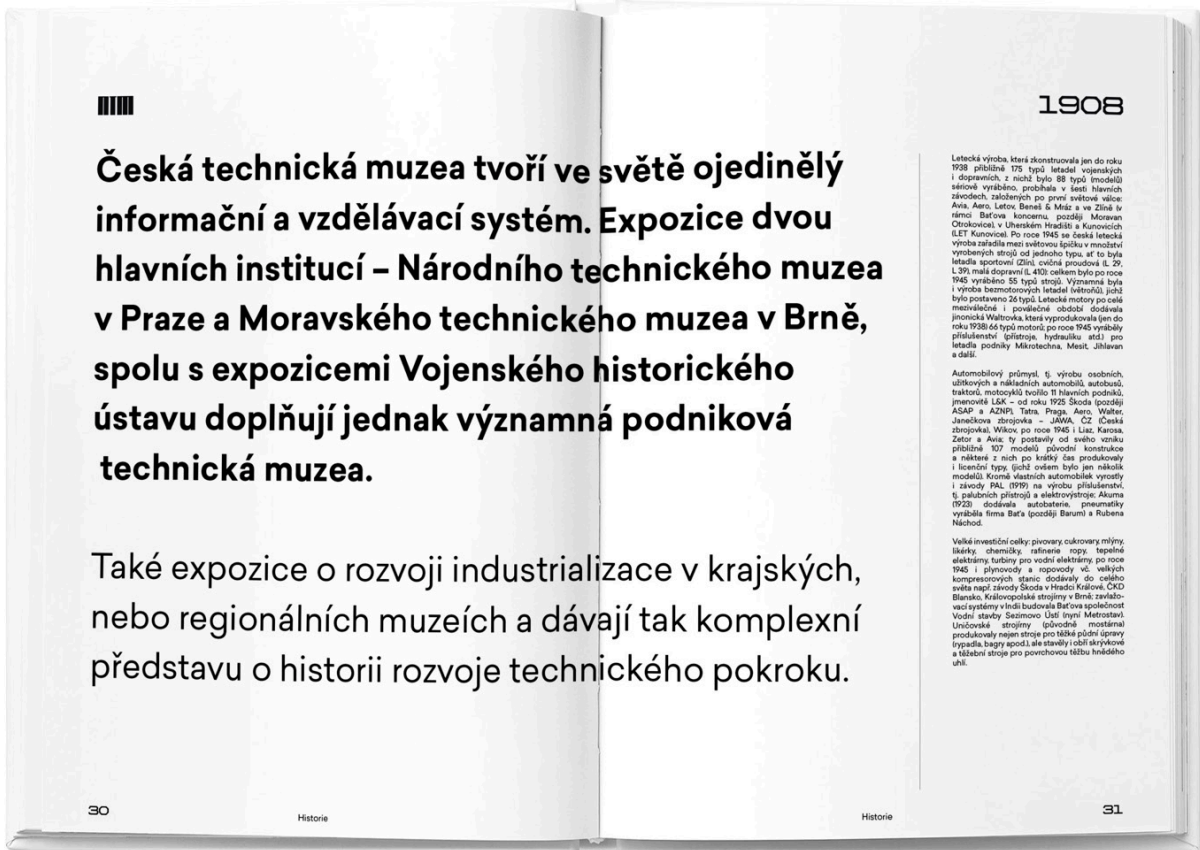 1908
Česká technická muzea tvoří ve světě ojedinělý
informační a vzdělávací systém. Expozice dvou
hlavních institucí – Národního technického muzea
v Praze a Moravského technického muzea v Brně,
spolu s expozicemi Vojenského historického
ústavu doplňují jednak významná podniková
technická muzea.
Také expozice o rozvoji industrializace v krajských,
nebo regionálních muzeích a dávají tak komplexní
představu o historii rozvoje technického pokroku.
Letecká výroba, která zkonstruovala jen do roku
1938 přibližně 175 typů letadel vojenských
i dopravních, z nichž bylo 88 typů (modelů)
sériově vyráběno, probíhala v šesti hlavních
závodech, založených po první světové válce:
Avia, Aero, Letov, Beneš & Mráz a ve Zlíně (v
rámci Baťova koncernu, později Moravan
Otrokovice), v Uherském Hradišti a Kunovicích
(LET Kunovice). Po roce 1945 se česká letecká
výroba zařadila mezi světovou špičku v množství
vyrobených strojů od jednoho typu, ať to byla
letadla sportovní (Zlín), cvičná proudová (L 29,
L 39), malá dopravní (L 410): celkem bylo po roce
1945 vyráběno 55 typů strojů. Významná byla
i výroba bezmotorových letadel (větroňů), jichž
bylo postaveno 26 typů. Letecké motory po celé
meziválečné i poválečné období dodávala
jinonická Waltrovka, která vyprodukovala (jen do
roku 1938) 66 typů motorů; po roce 1945 vyráběly
příslušenství (přístroje, hydrauliku atd.) pro
letadla podniky Mikrotechna, Mesit, Jihlavan
a další.
Automobilový průmysl, tj. výrobu osobních,
užitkových a nákladních automobilů, autobusů,
traktorů, motocyklů tvořilo 11 hlavních podniků,
jmenovitě L&K – od roku 1925 Škoda (později
ASAP a AZNP), Tatra, Praga, Aero, Walter,
Janečkova zbrojovka – JAWA, ČZ (Česká
zbrojovka), Wikov, po roce 1945 i Liaz, Karosa,
Zetor a Avia; ty postavily od svého vzniku
přibližně 107 modelů původní konstrukce
a některé z nich po krátký čas produkovaly
i licenční typy, (jichž ovšem bylo jen několik
modelů). Kromě vlastních automobilek vyrostly
i závody PAL (1919) na výrobu příslušenství,
tj. palubních přístrojů a elektrovýstroje; Akuma
(1923) dodávala autobaterie, pneumatiky
vyráběla firma Baťa (později Barum) a Rubena
Náchod.
Velké investiční celky: pivovary, cukrovary, mlýny,
likérky, chemičky, rafinerie ropy, tepelné
elektrárny, turbiny pro vodní elektrárny, po roce
1945 i plynovody a ropovody vč. velkých
kompresorových stanic dodávaly do celého
světa např. závody Škoda v Hradci Králové, ČKD
Blansko, Královopolské strojírny v Brně; zavlažo-
vací systémy v Indii budovala Baťova společnost
Vodní stavby Sezimovo Ústí (nyní Metrostav).
Uničovské strojírny (původně mostárna)
produkovaly nejen stroje pro těžké půdní úpravy
(rypadla, bagry apod.), ale stavěly i obří skrývkové
a těžební stroje pro povrchovou těžbu hnědého
uhlí.
30
Historie
Historie
31